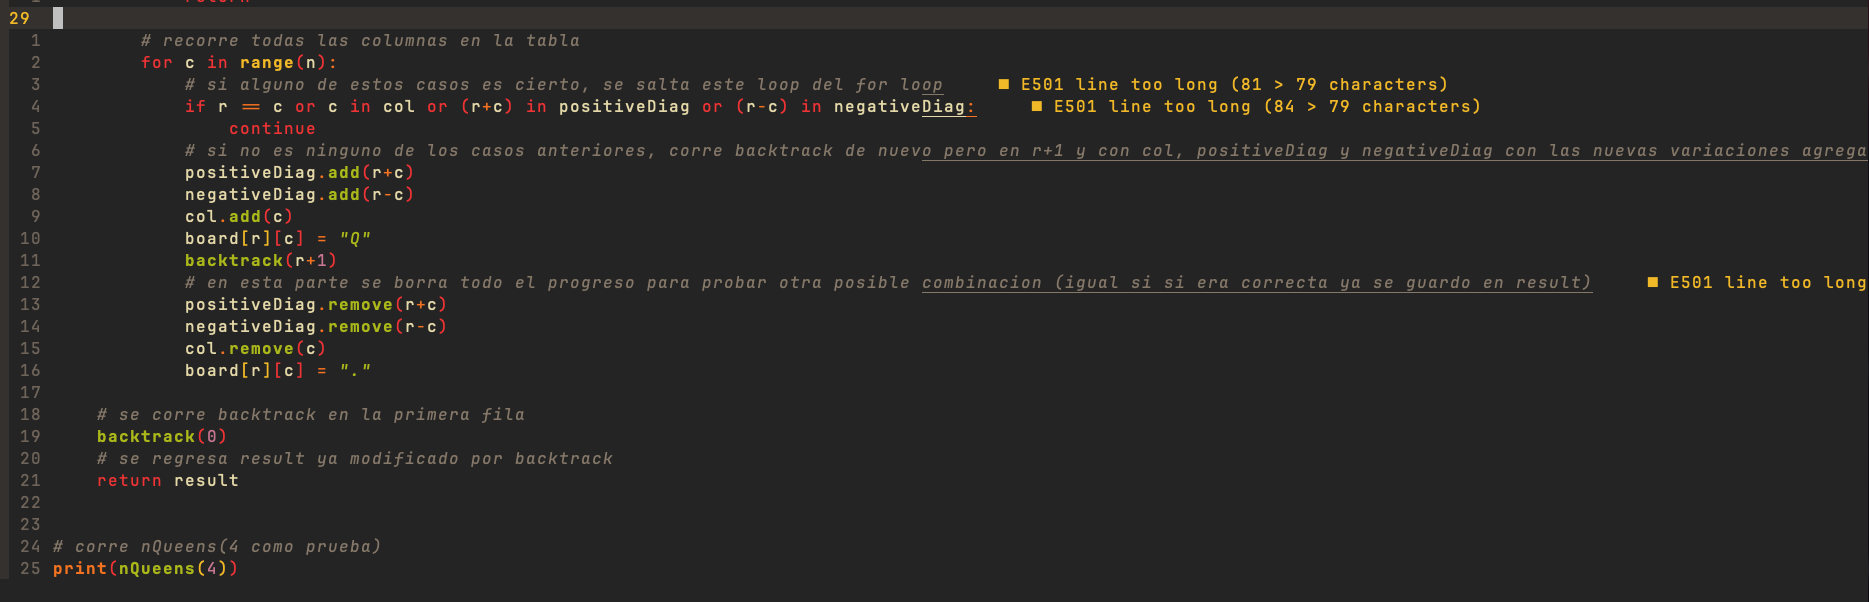 return
29
1 # recorre todas las columnas en la tabla
2 for c in range(n):
3 # si alguno de estos casos es cierto, se salta este loop del for loop ■ E501 line too long (81 > 79 characters)
4 if r == c or c in col or (r+c) in positiveDiag or (r-c) in negativeDiag: ■ E501 line too long (84 > 79 characters)
5 continue
6 # si no es ninguno de los casos anteriores, corre backtrack de nuevo pero en r+1 y con col, positiveDiag y negativeDiag con las nuevas variaciones agrega
7 positiveDiag.add(r+c)
8 negativeDiag.add(r-c)
9 col.add(c)
10 board[r][c] = "Q"
11 backtrack(r+1)
12 # en esta parte se borra todo el progreso para probar otra posible combinacion (igual si si era correcta ya se guardo en result) ■ E501 line too long
13 positiveDiag.remove(r+c)
14 negativeDiag.remove(r-c)
15 col.remove(c)
16 board[r][c] = "."
17
18 # se corre backtrack en la primera fila
19 backtrack(0)
20 # se regresa result ya modificado por backtrack
21 return result
22
23
24 # corre nQueens(4 como prueba)
25 print(nQueens(4))